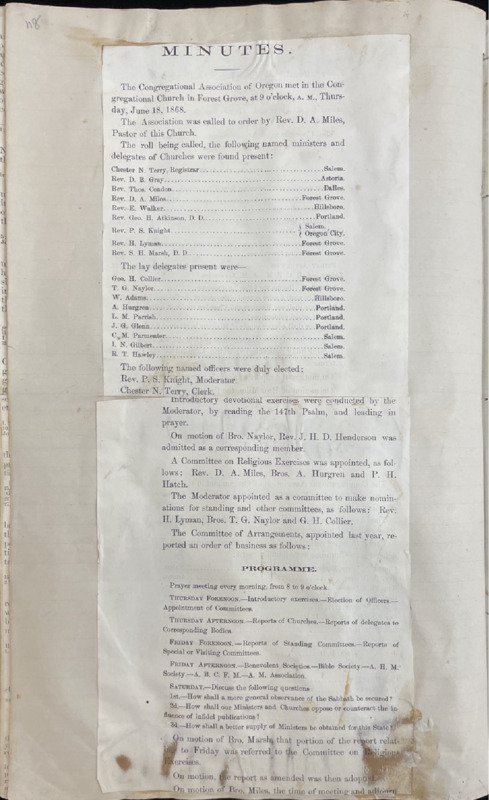 48
MINUTES.
The Congregational Association of Oregon met in the Con-
gregational Church in Forest Grove, at 9 o'clock, A. M., Thurs-
day, June 18, 1868.
The Association was called to order by Rev. D. A. Miles,
Pastor of this Church.
The roll being called, the following named ministers and
delegates of Churches were found present:
Chester N. Terry, Registrar..........Salem.
Rev. D. B. Gray..........Astoria.
Rev. Thos. Condon..........Dalles.
Rev. D. A. Miles..........Forest Grove.
Rev. E. Walker..........Hillsboro.
Rev. Geo. H. Atkinson, D. D...........Portland.
Rev. P. S. Knight..........{ Salem.
{ Oregon City.
Rev. H. Lyman..........Forest Grove.
Rev. S. H. Marsh, D. D...........Forest Grove.
The lay delegates present were—
Geo. H. Collier..........Forest Grove.
T. G. Naylor..........Forest Grove.
W. Adams..........Hillsboro.
A. Hurgren..........Portland.
L. M. Parrish..........Portland.
J. G. Glenn..........Portland.
C. M. Parmenter..........Salem.
I. N. Gilbert..........Salem.
R. T. Hawley..........Salem.
The following named officers were duly elected:
Rev. P. S. Knight, Moderator.
Chester N. Terry, Clerk.
Introductory devotional exercises were conducted by the
Moderator, by reading the 147th Psalm, and leading in
prayer.
On motion of Bro. Naylor, Rev. J. H. D. Henderson was
admitted as a corresponding member.
A Committee on Religious Exercises was appointed, as fol-
lows: Rev. D. A. Miles, Bros. A. Hurgren and P. H.
Hatch.
The Moderator appointed as a committee to make nomin-
ations for standing and other committees, as follows: Rev.
H. Lyman, Bros. T. G. Naylor and G. H. Collier.
The Committee of Arrangements, appointed last year, re-
ported an order of business as follows:
PROGRAMME.
Prayer meeting every morning, from 8 to 9 o'clock.
THURSDAY FORENOON.—Introductory exercises.—Election of Officers.—
Appointment of Committees.
THURSDAY AFTERNOON.—Reports of Churches.—Reports of delegates to
Corresponding Bodies.
FRIDAY FORENOON.—Reports of Standing Committees.—Reports of
Special or Visiting Committees.
FRIDAY AFTERNOON.—Benevolent Societies—Bible Society—A. H. M.
Society—A. B. C. F. M.—A. M. Association.
SATURDAY.—Discuss the following questions:
1st.—How shall a more general observance of the Sabbath be secured?
2d.—How shall our Ministers and Churches oppose or counteract the in-
fluence of infidel publications?
3d.—How shall a better supply of Ministers be obtained for this State?
On motion of Bro. Marsh, that portion of the report relat-
to Friday was referred to the Committee on Religious
Exercises.
On motion, the report as amended was then adopted.
On motion of Bro. Miles, the time of meeting and